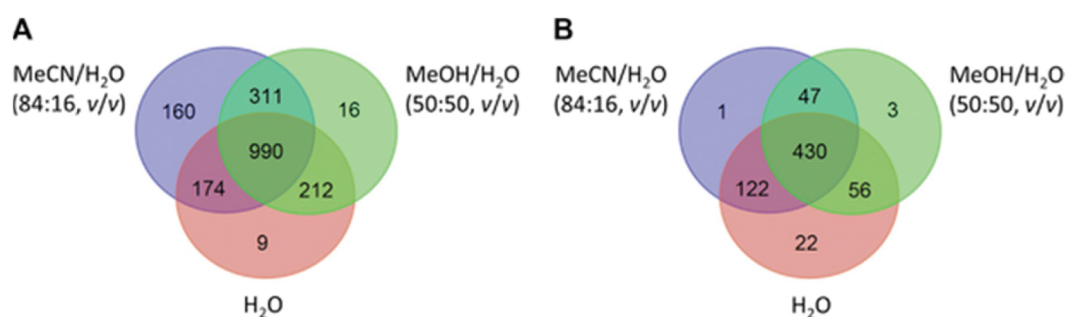 A
MeCN/H₂O
(84:16, v/v)
MeOH/H₂O
(50:50, v/v)
160
311
16
990
174
212
9
H₂O
B
MeCN/H₂O
(84:16, v/v)
MeOH/H₂O
(50:50, v/v)
1
47
3
430
122
56
22
H₂O